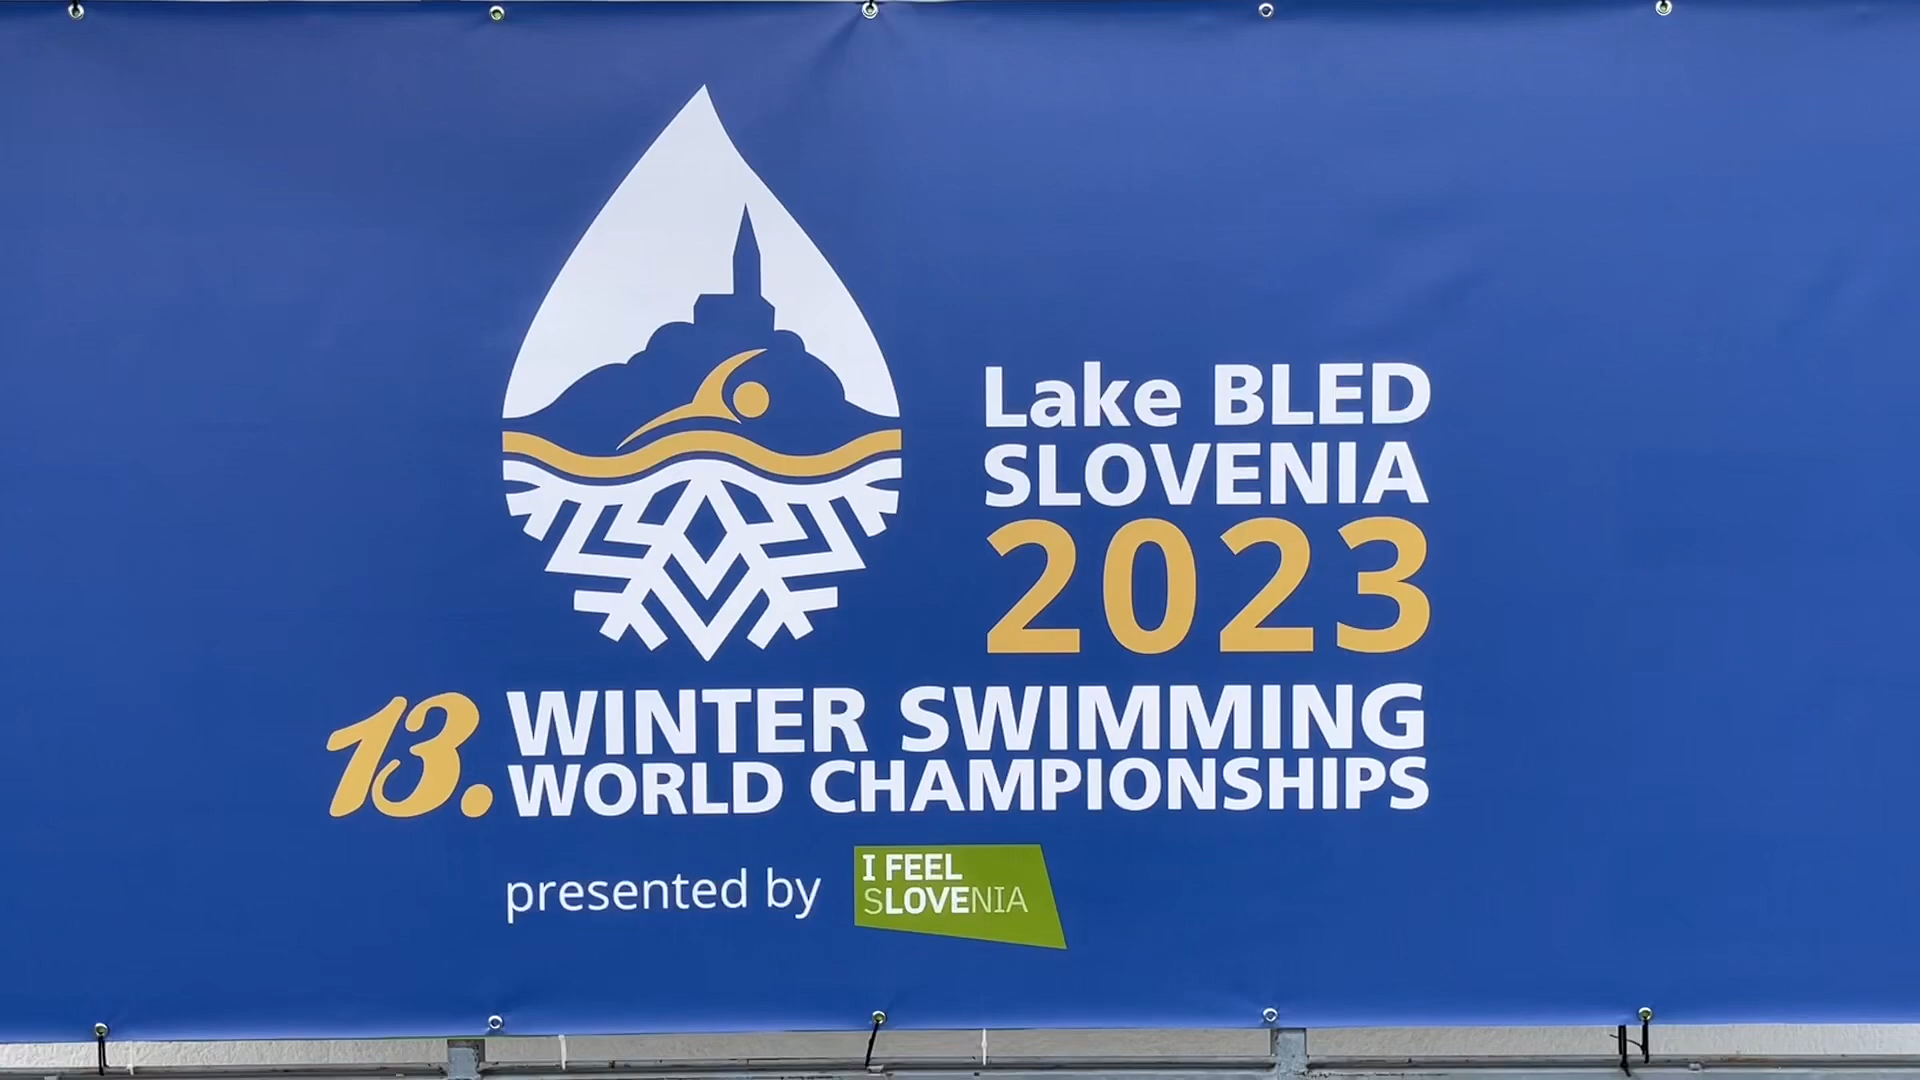 Lake BLED
SLOVENIA
2023
13. WINTER SWIMMING
WORLD CHAMPIONSHIPS
presented by
I FEEL
SLOVENIA